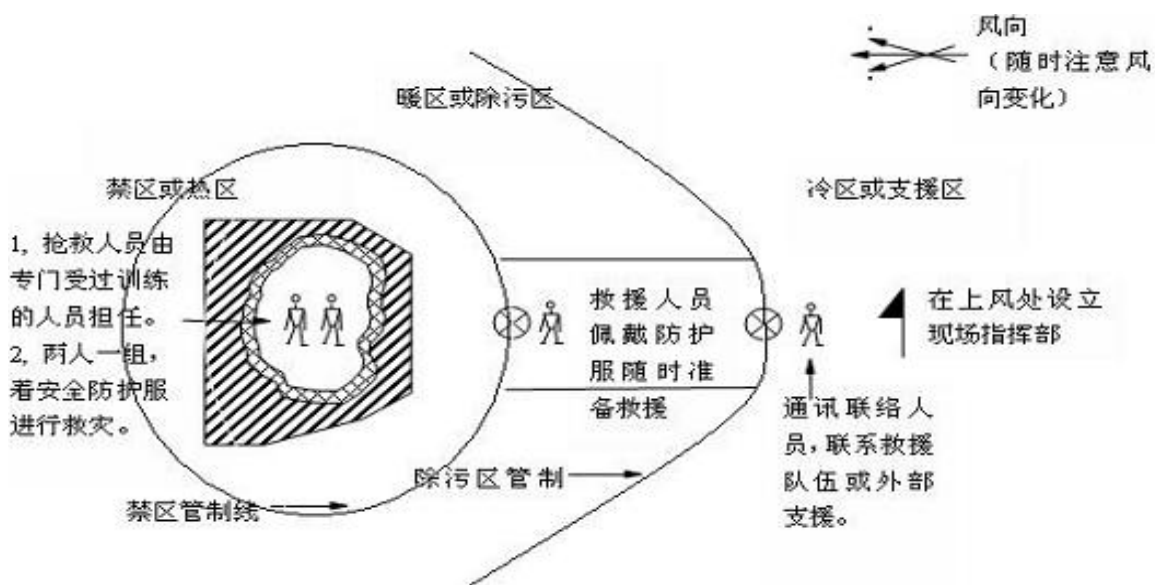 风向
（随时注意风
向变化）
暖区或除污区
禁区或热区
冷区或支援区
1, 抢救人员由
专门受过训练
的人员担任。
2, 两人一组，
着安全防护服
进行救灾。
救援人员
佩戴防护
服随时准
备救援
在上风处设立
现场指挥部
通讯联络人
员，联系救援
队伍或外部
支援。
除污区管制
禁区管制线